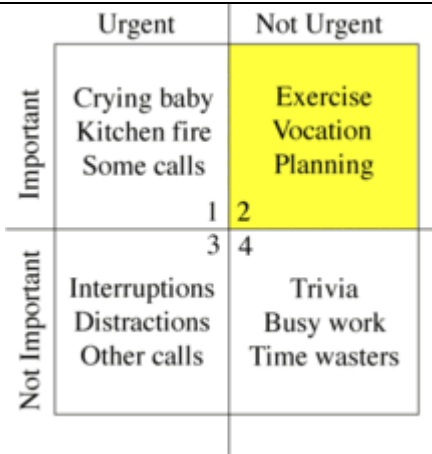 Urgent
Not Urgent
Important
Crying baby
Kitchen fire
Some calls
1
Exercise
Vocation
Planning
2
Not Important
3
Interruptions
Distractions
Other calls
4
Trivia
Busy work
Time wasters